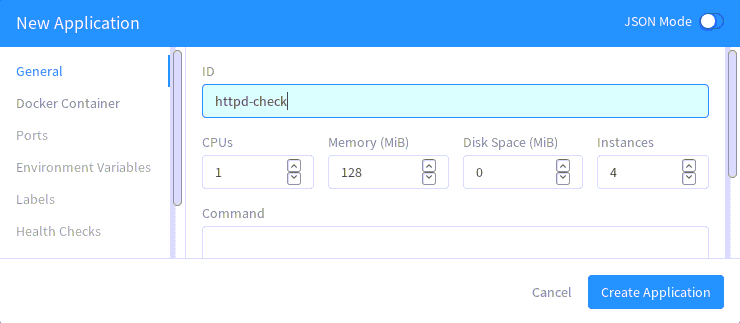 New Application JSON Mode
General
Docker Container
Ports
Environment Variables
Labels
Health Checks
ID
httpd-check
CPUs Memory (MiB) Disk Space (MiB) Instances
1 128 0 4
Command
Cancel Create Application